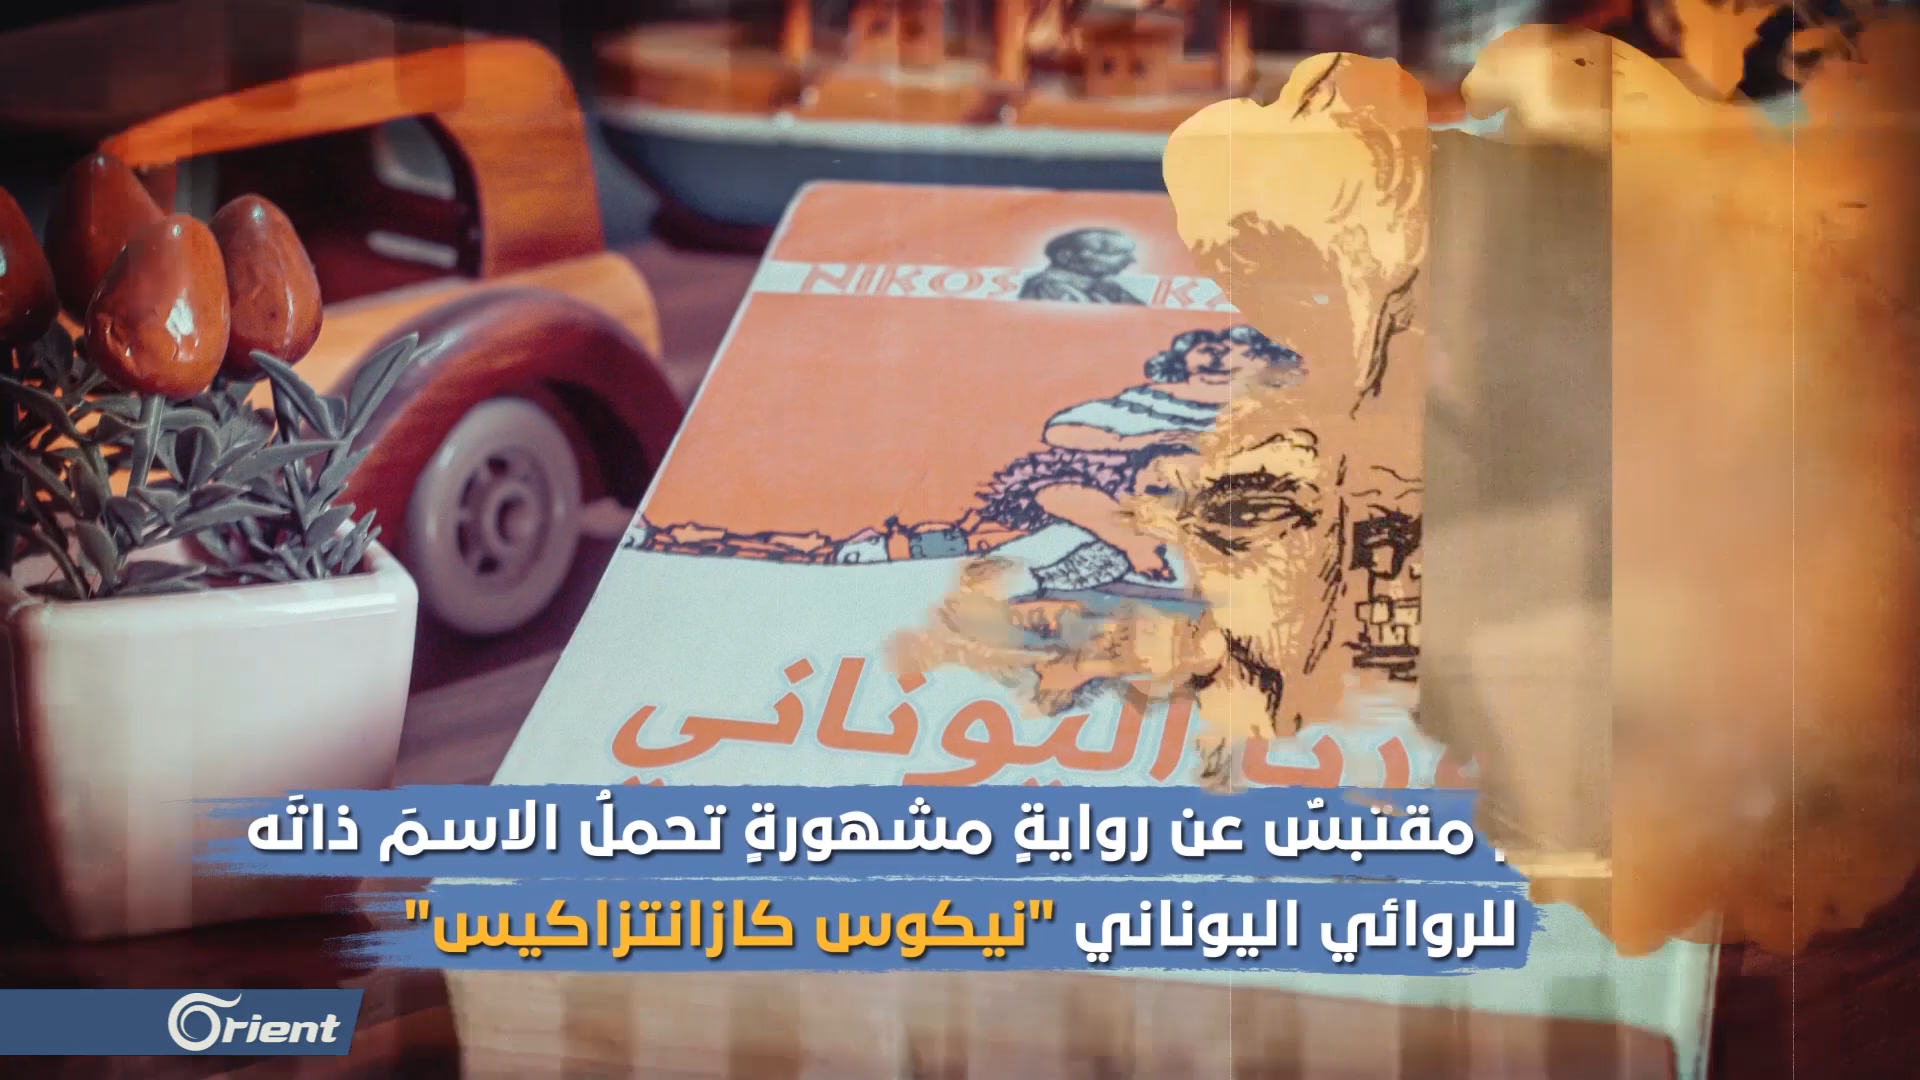 NIKOS
اليوناني
مقتبسٌ عن روايةٍ مشهورةٍ تحملُ الاسمَ ذاتَه
للروائي اليوناني "نيكوس كازانتزاكيس"
Orient